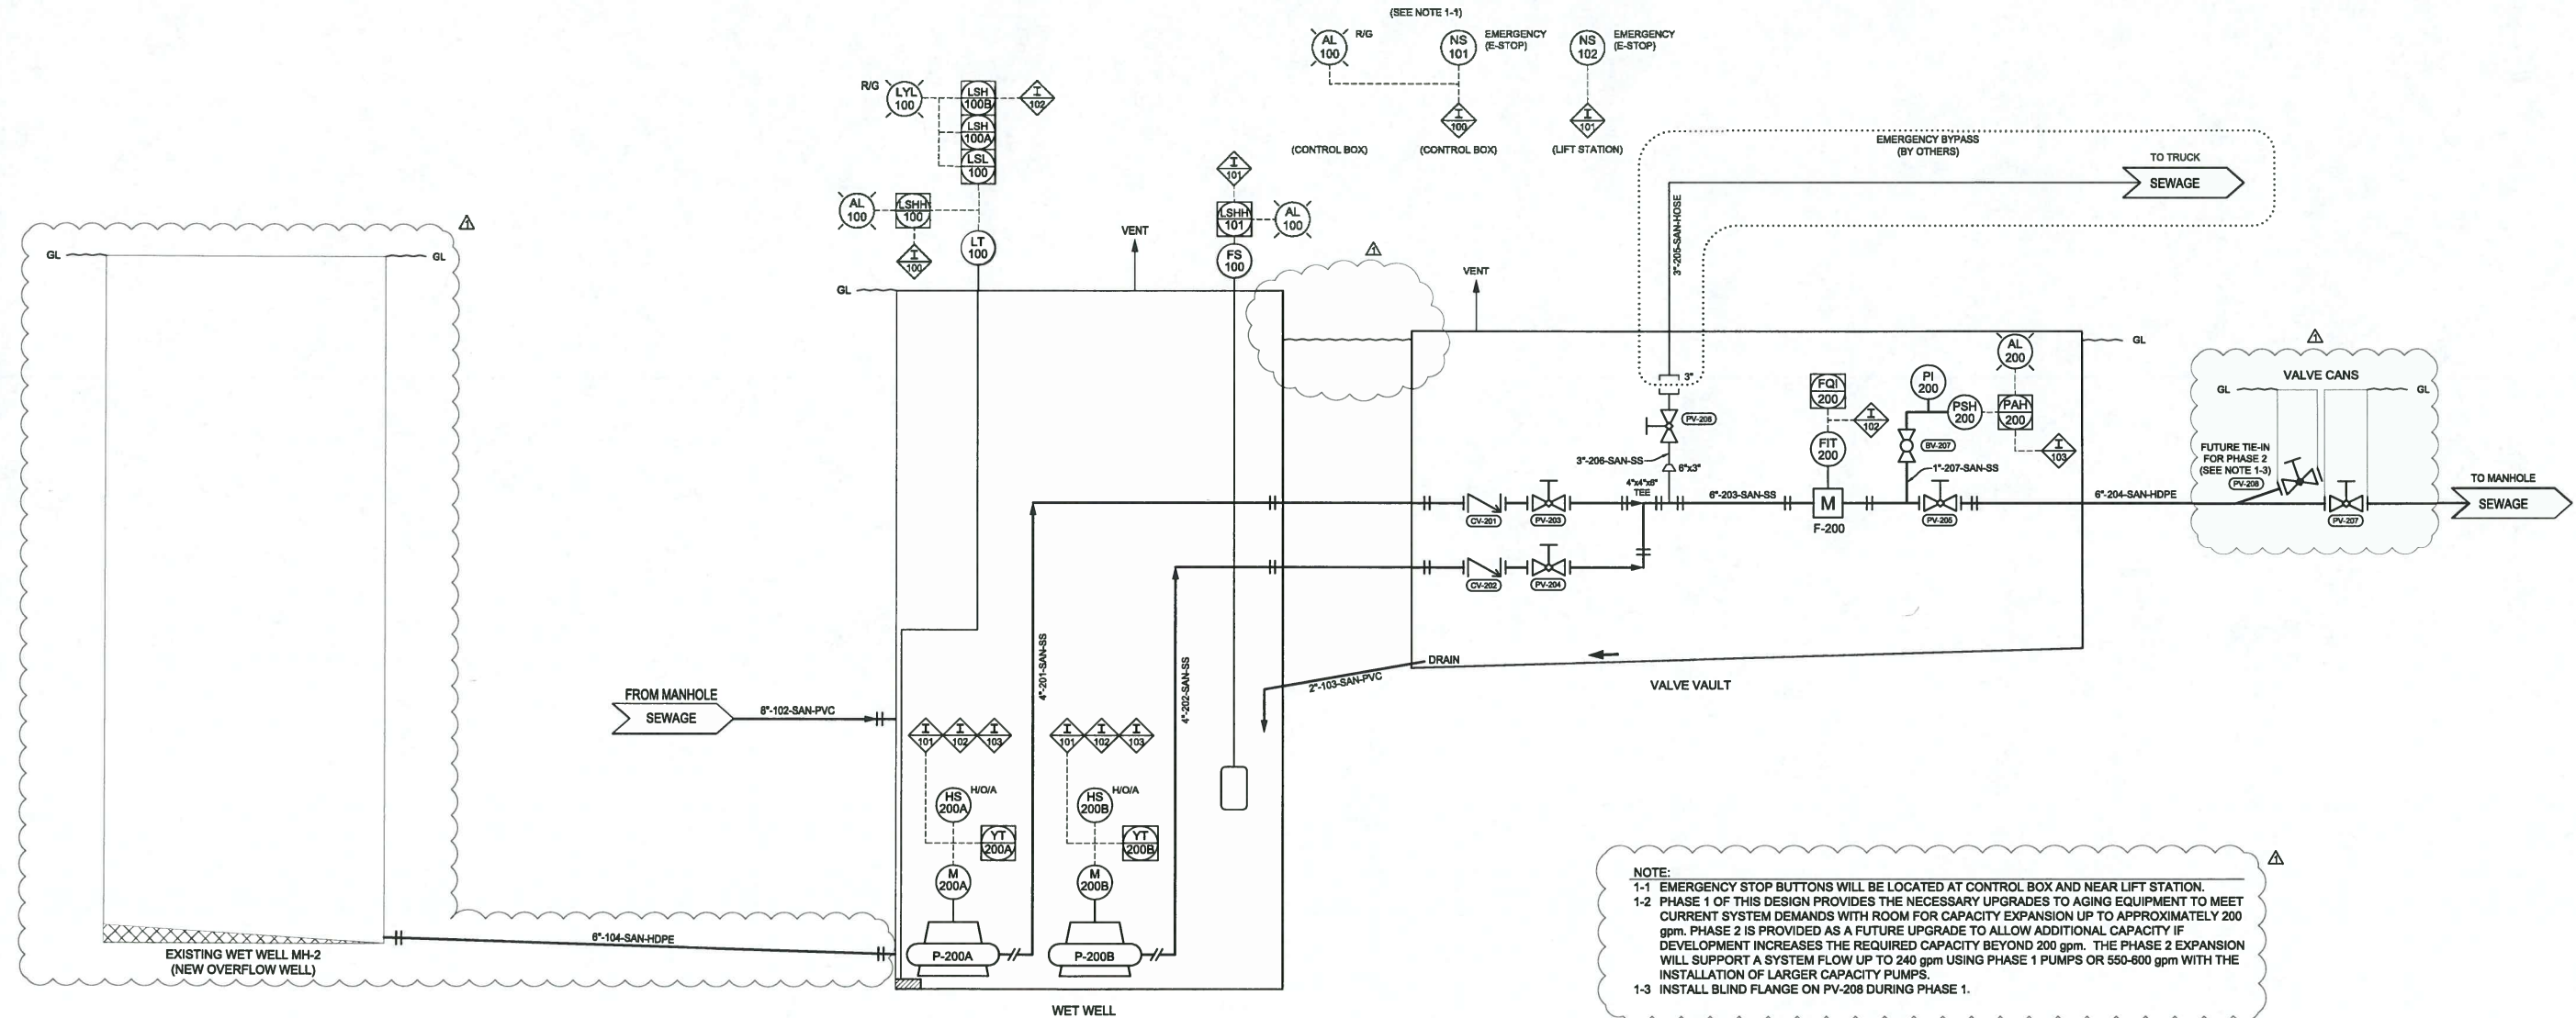 (SEE NOTE 1-1)
AL
100
R/G
NS
101
EMERGENCY
(E-STOP)
NS
102
EMERGENCY
(E-STOP)
I
100
I
101
(CONTROL BOX)
(CONTROL BOX)
(LIFT STATION)
R/G
LYL
100
LSH
100B
I
102
LSH
100A
LSL
100
AL
100
LSHH
100
I
100
LT
100
VENT
I
101
LSHH
101
AL
100
FS
100
1
EMERGENCY BYPASS
(BY OTHERS)
TO TRUCK
SEWAGE
3"-205-SAN-HOSE
1
GL
GL
GL
VENT
3"
PV-206
3"-206-SAN-SS
6"x3"
4"x4"x6"
TEE
CV-201
PV-203
CV-202
PV-204
6"-203-SAN-SS
FQI
200
I
102
FIT
200
M
F-200
PI
200
PSH
200
BV-207
1"-207-SAN-SS
PV-205
AL
200
PAH
200
I
103
GL
6"-204-SAN-HDPE
1
VALVE CANS
GL
GL
FUTURE TIE-IN
FOR PHASE 2
(SEE NOTE 1-3)
PV-208
PV-207
TO MANHOLE
SEWAGE
DRAIN
2"-103-SAN-PVC
VALVE VAULT
FROM MANHOLE
SEWAGE
8"-102-SAN-PVC
4"-201-SAN-SS
4"-202-SAN-SS
I
101
I
102
I
103
I
101
I
102
I
103
HS
200A
H/O/A
YT
200A
M
200A
P-200A
HS
200B
H/O/A
YT
200B
M
200B
P-200B
6"-104-SAN-HDPE
EXISTING WET WELL MH-2
(NEW OVERFLOW WELL)
WET WELL
1
NOTE:
1-1 EMERGENCY STOP BUTTONS WILL BE LOCATED AT CONTROL BOX AND NEAR LIFT STATION.
1-2 PHASE 1 OF THIS DESIGN PROVIDES THE NECESSARY UPGRADES TO AGING EQUIPMENT TO MEET
CURRENT SYSTEM DEMANDS WITH ROOM FOR CAPACITY EXPANSION UP TO APPROXIMATELY 200
gpm. PHASE 2 IS PROVIDED AS A FUTURE UPGRADE TO ALLOW ADDITIONAL CAPACITY IF
DEVELOPMENT INCREASES THE REQUIRED CAPACITY BEYOND 200 gpm. THE PHASE 2 EXPANSION
WILL SUPPORT A SYSTEM FLOW UP TO 240 gpm USING PHASE 1 PUMPS OR 550-600 gpm WITH THE
INSTALLATION OF LARGER CAPACITY PUMPS.
1-3 INSTALL BLIND FLANGE ON PV-208 DURING PHASE 1.